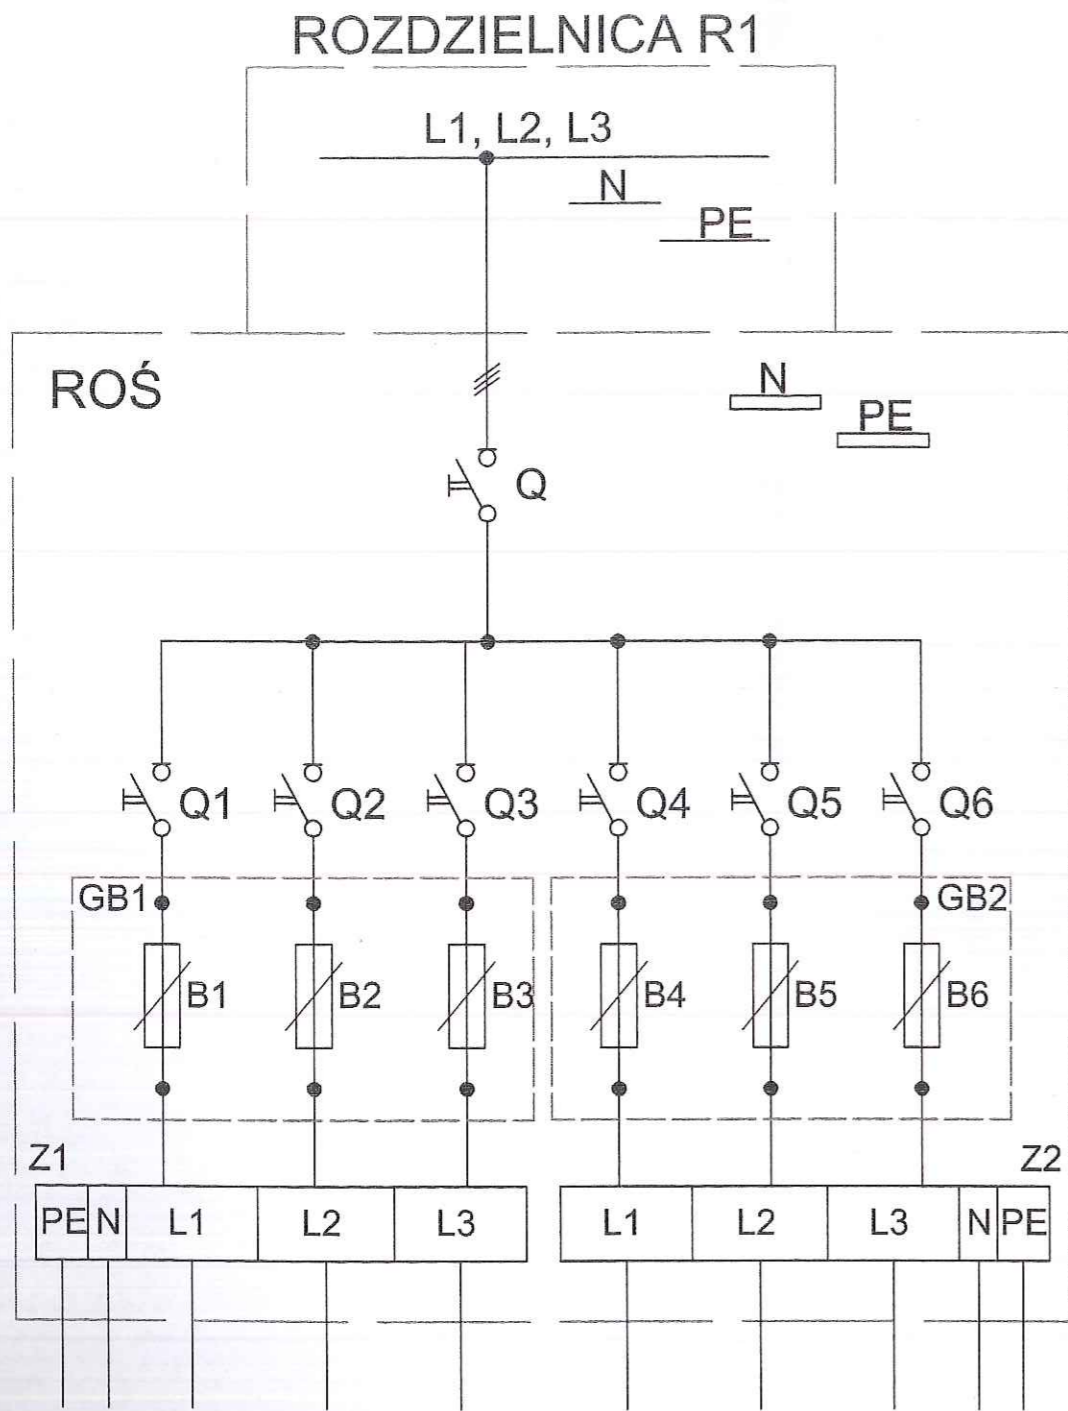 ROZDZIELNICA R1
L1, L2, L3
N
PE
ROŚ
N
PE
Q
Q1 Q2 Q3 Q4 Q5 Q6
GB1 GB2
B1 B2 B3 B4 B5 B6
Z1 Z2
PE N L1 L2 L3 L1 L2 L3 N PE